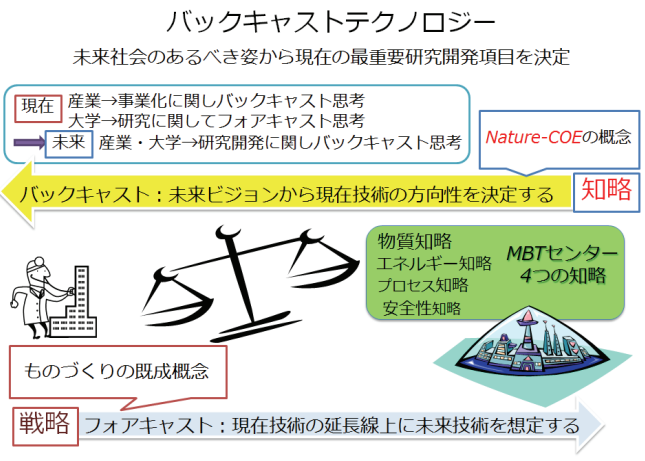 バックキャストテクノロジー
未来社会のあるべき姿から現在の最重要研究開発項目を決定
現在 産業→事業化に関しバックキャスト思考
大学→研究に関してフォアキャスト思考
未来 産業・大学→研究開発に関しバックキャスト思考
Nature-COEの概念
バックキャスト：未来ビジョンから現在技術の方向性を決定する 知略
物質知略
エネルギー知略
プロセス知略
安全性知略
MBTセンター
4つの知略
ものづくりの既成概念
戦略 フォアキャスト：現在技術の延長線上に未来技術を想定する